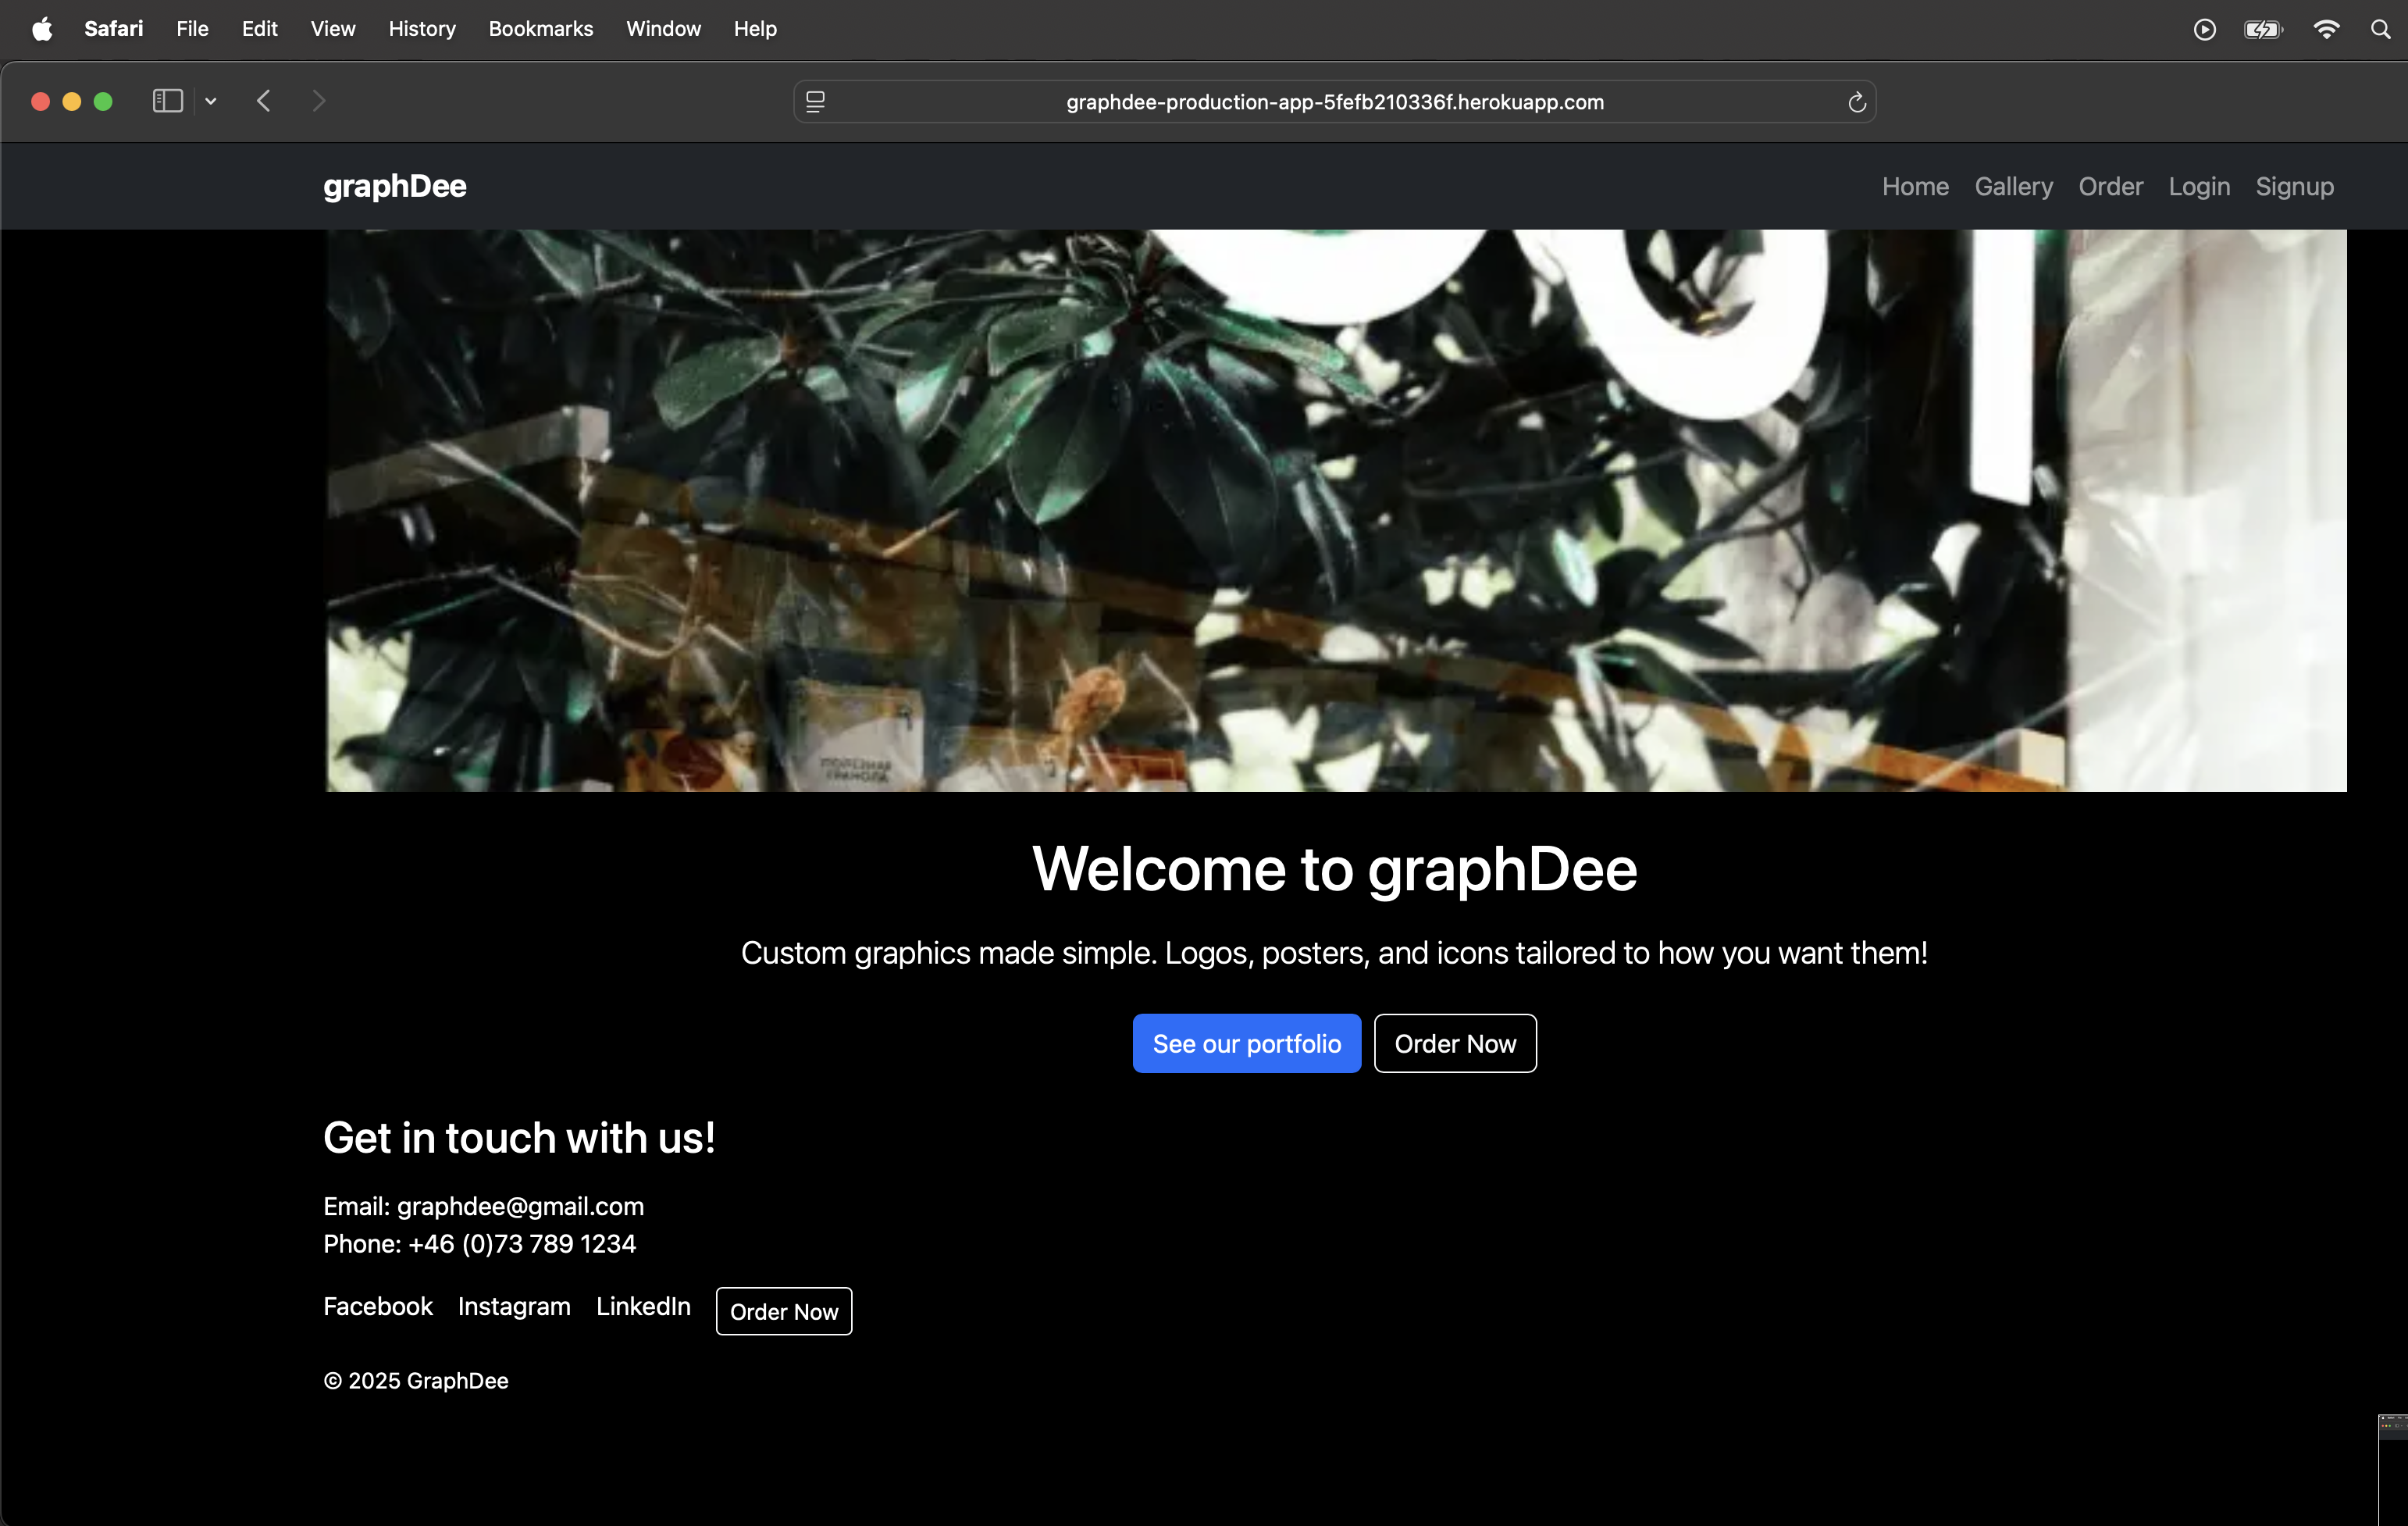 Safari File Edit View History Bookmarks Window Help
graphdee-production-app-5fefb210336f.herokuapp.com
graphDee Home Gallery Order Login Signup
ПОЛЕЗНАЯ
ГРАНОЛА
Welcome to graphDee
Custom graphics made simple. Logos, posters, and icons tailored to how you want them!
See our portfolio Order Now
Get in touch with us!
Email: graphdee@gmail.com
Phone: +46 (0)73 789 1234
Facebook Instagram LinkedIn Order Now
© 2025 GraphDee